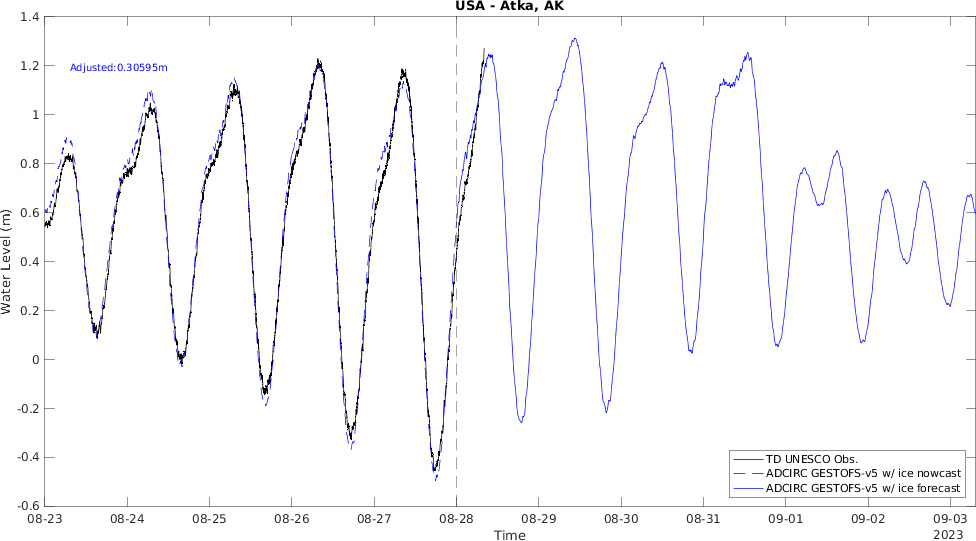 USA - Atka, AK
1.4
1.2
1
0.8
0.6
0.4
0.2
0
-0.2
-0.4
-0.6
Water Level (m)
Adjusted:0.30595m
TD UNESCO Obs.
ADCIRC GESTOFS-v5 w/ ice nowcast
ADCIRC GESTOFS-v5 w/ ice forecast
08-23 08-24 08-25 08-26 08-27 08-28 08-29 08-30 08-31 09-01 09-02 09-03
Time
2023